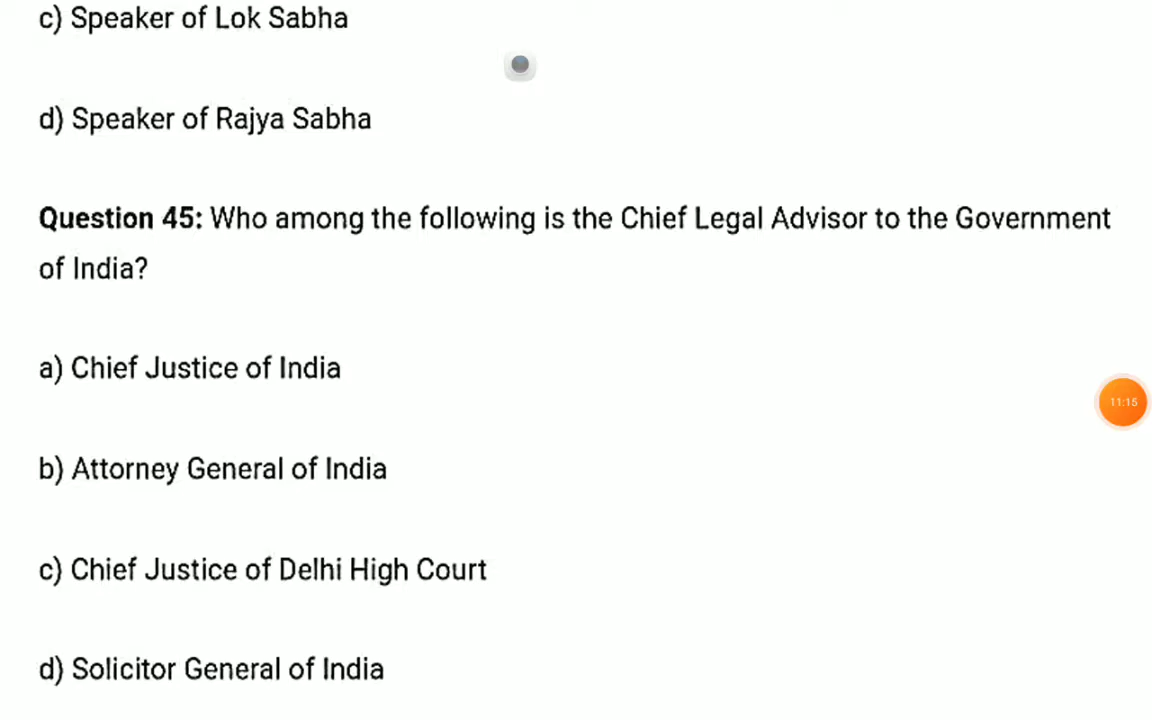 c) Speaker of Lok Sabha
d) Speaker of Rajya Sabha
Question 45: Who among the following is the Chief Legal Advisor to the Government
of India?
a) Chief Justice of India
11:15
b) Attorney General of India
c) Chief Justice of Delhi High Court
d) Solicitor General of India